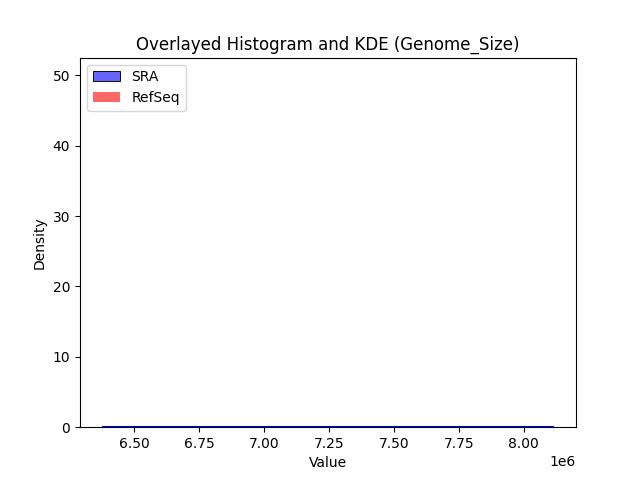 Overlayed Histogram and KDE (Genome_Size)
SRA
RefSeq
50
40
30
20
10
0
Density
6.50 6.75 7.00 7.25 7.50 7.75 8.00
1e6
Value